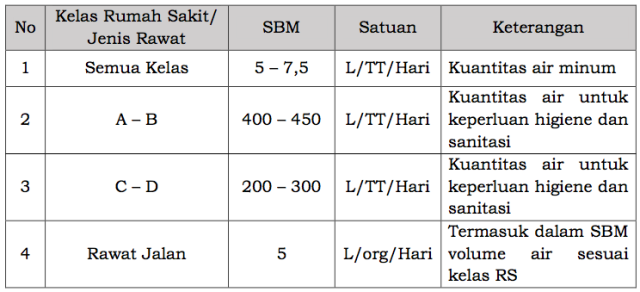 No Kelas Rumah Sakit/ Jenis Rawat SBM Satuan Keterangan
1 Semua Kelas 5 – 7,5 L/TT/Hari Kuantitas air minum
2 A – B 400 – 450 L/TT/Hari Kuantitas air untuk
keperluan higiene dan
sanitasi
3 C – D 200 – 300 L/TT/Hari Kuantitas air untuk
keperluan higiene dan
sanitasi
4 Rawat Jalan 5 L/org/Hari Termasuk dalam SBM
volume air sesuai
kelas RS